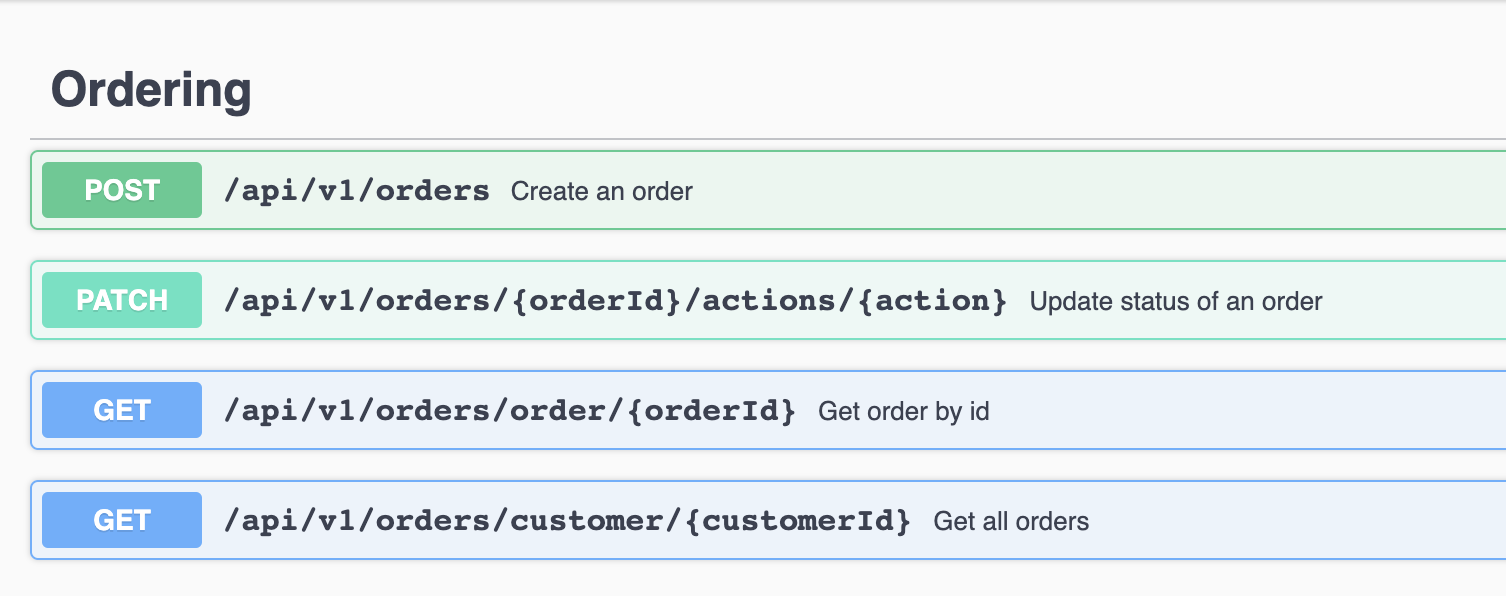 Ordering
POST /api/v1/orders Create an order
PATCH /api/v1/orders/{orderId}/actions/{action} Update status of an order
GET /api/v1/orders/order/{orderId} Get order by id
GET /api/v1/orders/customer/{customerId} Get all orders